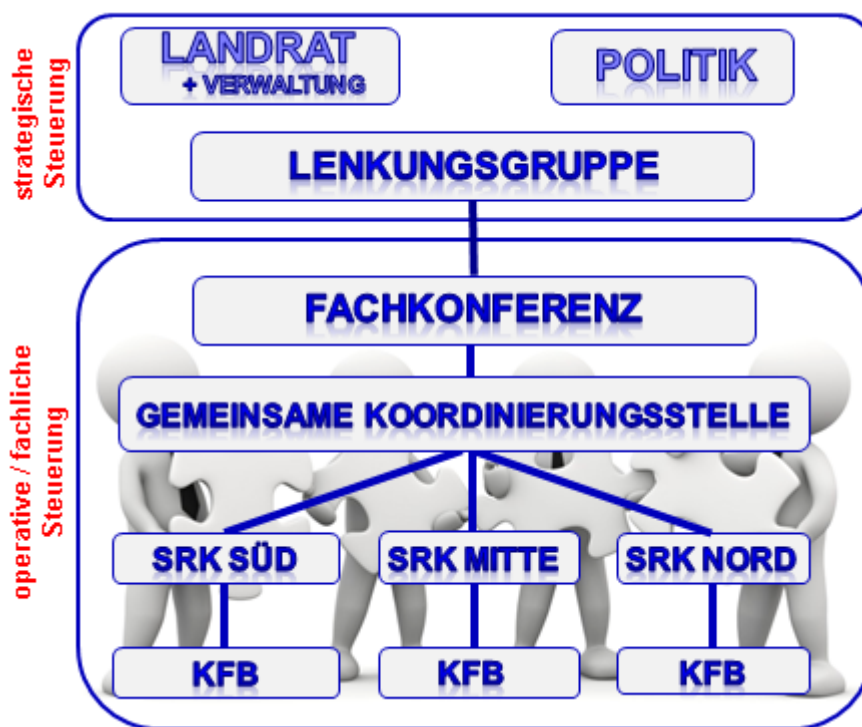 strategische
Steuerung
LANDRAT
+ VERWALTUNG
POLITIK
LENKUNGSGRUPPE
operative / fachliche
Steuerung
FACHKONFERENZ
GEMEINSAME KOORDINIERUNGSSTELLE
SRK SÜD
SRK MITTE
SRK NORD
KFB
KFB
KFB